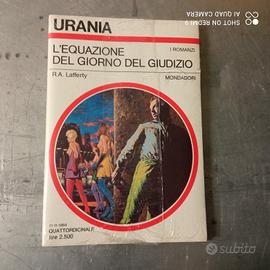 SHOT ON REDMI 9
AI QUAD CAMERA
URANIA
I ROMANZI
L'EQUAZIONE
DEL GIORNO DEL GIUDIZIO
R.A. Lafferty
MONDADORI
QUATTORDICINALE
lire 2.500
subito